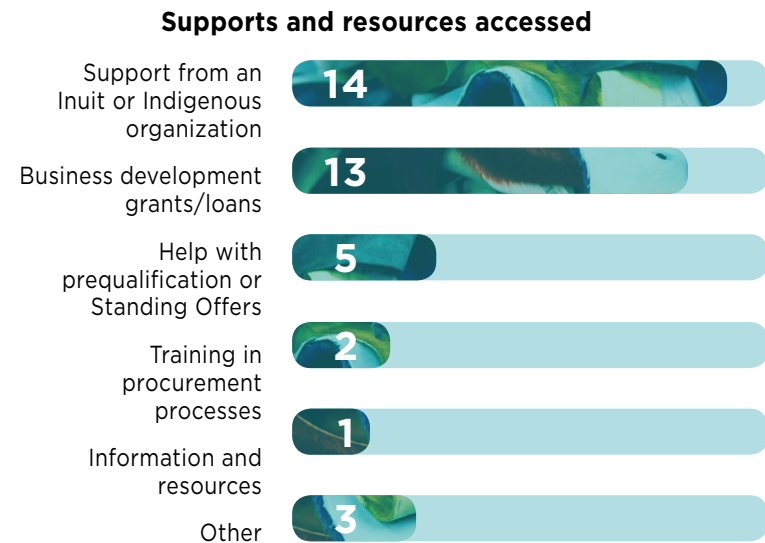 Supports and resources accessed
Support from an
Inuit or Indigenous
organization
14
Business development
grants/loans
13
Help with
prequalification or
Standing Offers
5
Training in
procurement
processes
2
Information and
resources
1
Other
3